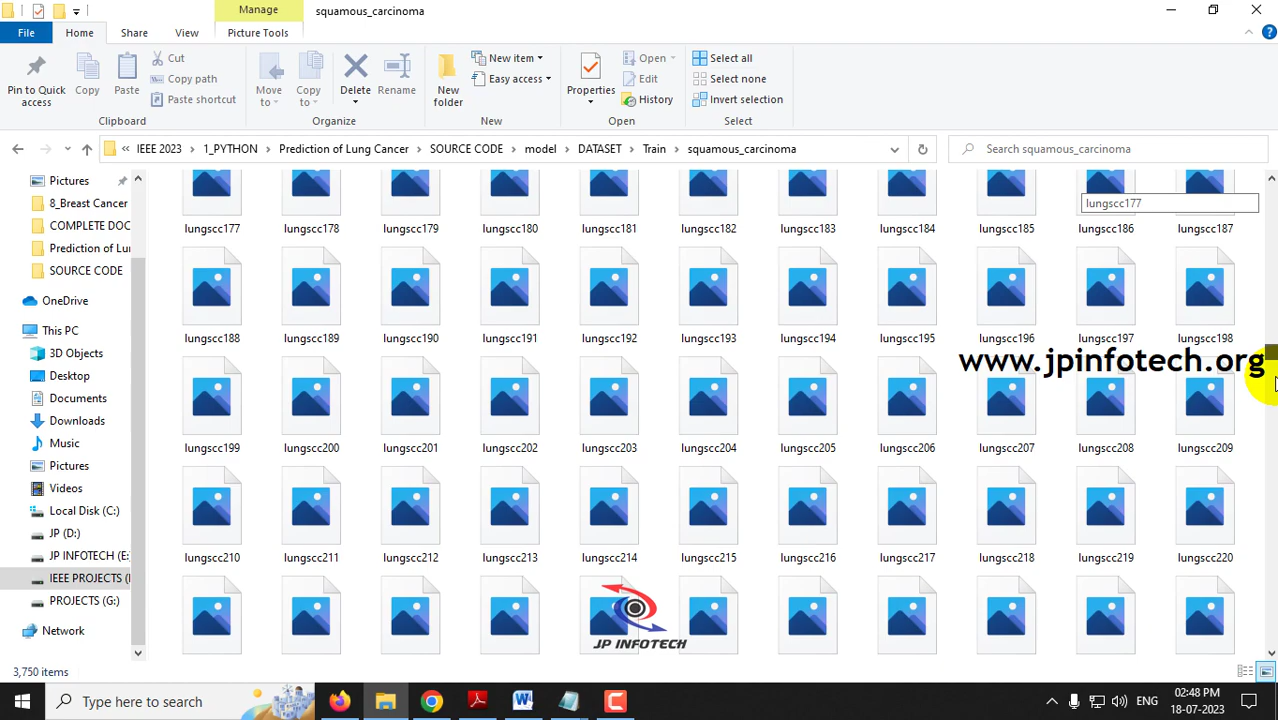 Manage
squamous_carcinoma
File
Home
Share
View
Picture Tools
Pin to Quick access
Copy
Paste
Cut
Copy path
Paste shortcut
Clipboard
Move to
Copy to
Delete
Rename
Organize
New folder
New item
Easy access
New
Properties
Open
Edit
History
Open
Select all
Select none
Invert selection
Select
« IEEE 2023 › 1_PYTHON › Prediction of Lung Cancer › SOURCE CODE › model › DATASET › Train › squamous_carcinoma
Search squamous_carcinoma
Pictures
8_Breast Cancer
COMPLETE DOC
Prediction of Lu
SOURCE CODE
OneDrive
This PC
3D Objects
Desktop
Documents
Downloads
Music
Pictures
Videos
Local Disk (C:)
JP (D:)
JP INFOTECH (E:
IEEE PROJECTS (
PROJECTS (G:)
Network
lungscc177
lungscc177 lungscc178 lungscc179 lungscc180 lungscc181 lungscc182 lungscc183 lungscc184 lungscc185 lungscc186 lungscc187
lungscc188 lungscc189 lungscc190 lungscc191 lungscc192 lungscc193 lungscc194 lungscc195 lungscc196 lungscc197 lungscc198
www.jpinfotech.org
lungscc199 lungscc200 lungscc201 lungscc202 lungscc203 lungscc204 lungscc205 lungscc206 lungscc207 lungscc208 lungscc209
lungscc210 lungscc211 lungscc212 lungscc213 lungscc214 lungscc215 lungscc216 lungscc217 lungscc218 lungscc219 lungscc220
JP INFOTECH
3,750 items
Type here to search
ENG
02:48 PM
18-07-2023